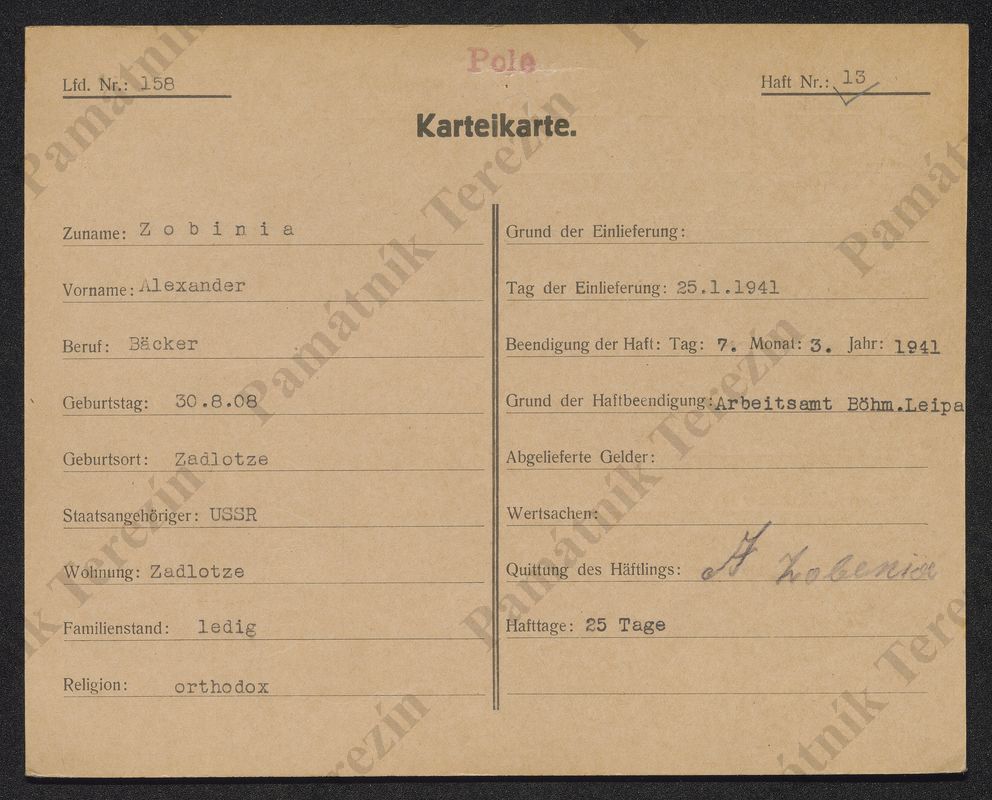 Pole
Lfd. Nr.: 158
Haft Nr.: 13
Karteikarte.
Zuname: Zobinia
Vorname: Alexander
Beruf: Bäcker
Geburtstag: 30.8.08
Geburtsort: Zadlotze
Staatsangehöriger: USSR
Wohnung: Zadlotze
Familienstand: ledig
Religion: orthodox
Grund der Einlieferung:
Tag der Einlieferung: 25.1.1941
Beendigung der Haft: Tag: 7. Monat: 3. Jahr: 1941
Grund der Haftbeendigung: Arbeitsamt Böhm.Leipa
Abgelieferte Gelder:
Wertsachen:
Quittung des Häftlings:
Hafttage: 25 Tage
Památník Terezín